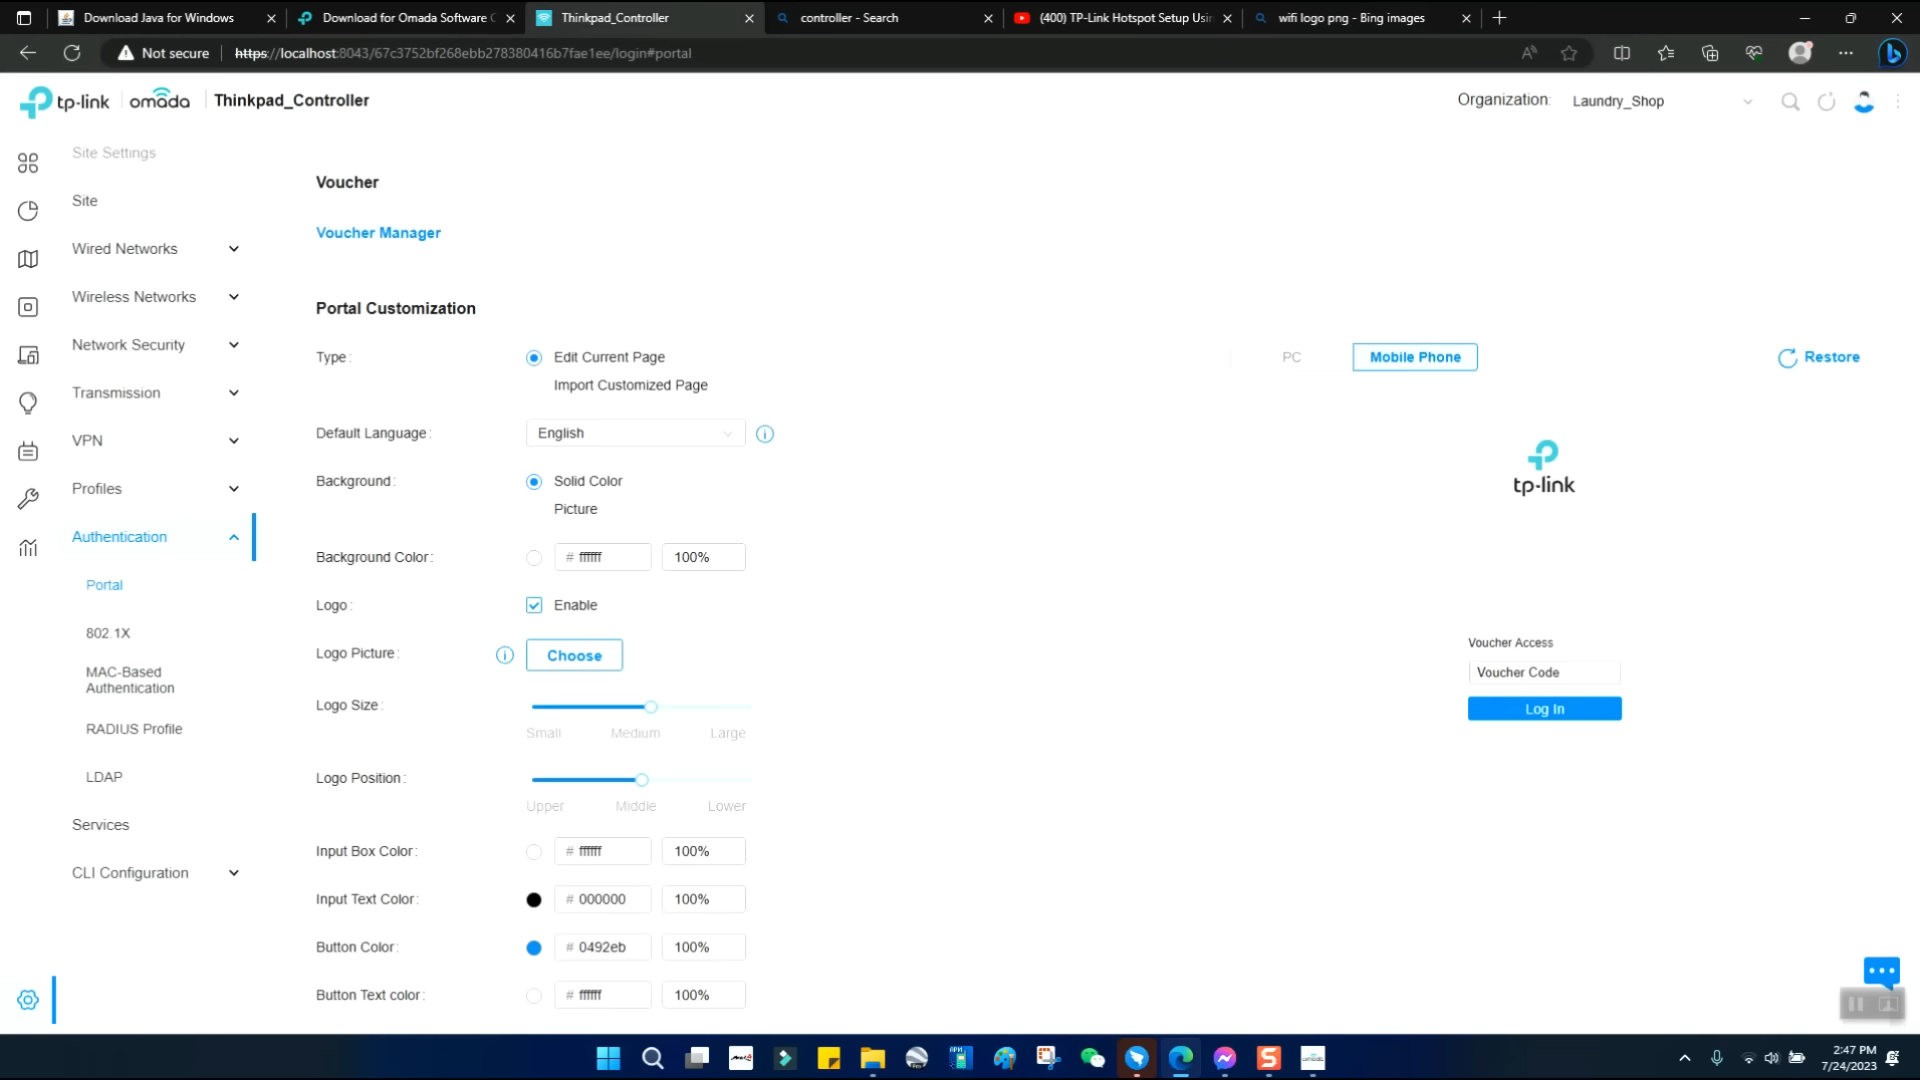 Download Java for Windows
Download for Omada Software C
Thinkpad_Controller
controller - Search
(400) TP-Link Hotspot Setup Usin
wifi logo png - Bing images
Not secure
https://localhost:8043/67c3752bf268ebb278380416b7fae1ee/login#portal
tp-link
omada
Thinkpad_Controller
Organization:
Laundry_Shop
Site Settings
Site
Wired Networks
Wireless Networks
Network Security
Transmission
VPN
Profiles
Authentication
Portal
802.1X
MAC-Based
Authentication
RADIUS Profile
LDAP
Services
CLI Configuration
Voucher
Voucher Manager
Portal Customization
Type:
Edit Current Page
Import Customized Page
Default Language:
English
Background:
Solid Color
Picture
Background Color:
# ffffff
100%
Logo:
Enable
Logo Picture:
Choose
Logo Size:
Small
Medium
Large
Logo Position:
Upper
Middle
Lower
Input Box Color:
# ffffff
100%
Input Text Color:
# 000000
100%
Button Color:
# 0492eb
100%
Button Text color:
# ffffff
100%
PC
Mobile Phone
Restore
tp-link
Voucher Access
Voucher Code
Log In
2:47 PM
7/24/2023